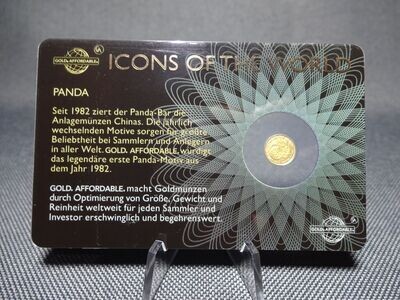 GOLD. AFFORDABLE.
ICONS OF THE WORLD
PANDA
Seit 1982 ziert der Panda-Bär die
Anlagemünzen Chinas. Die jährlich
wechselnden Motive sorgen für größte
Beliebtheit bei Sammlern und Anlegern
in aller Welt. GOLD. AFFORDABLE. würdigt
das legendäre erste Panda-Motiv aus
dem Jahr 1982.
GOLD. AFFORDABLE. macht Goldmünzen
durch Optimierung von Größe, Gewicht und
Reinheit weltweit für jeden Sammler und
Investor erschwinglich und begehrenswert.
GOLD. AFFORDABLE.